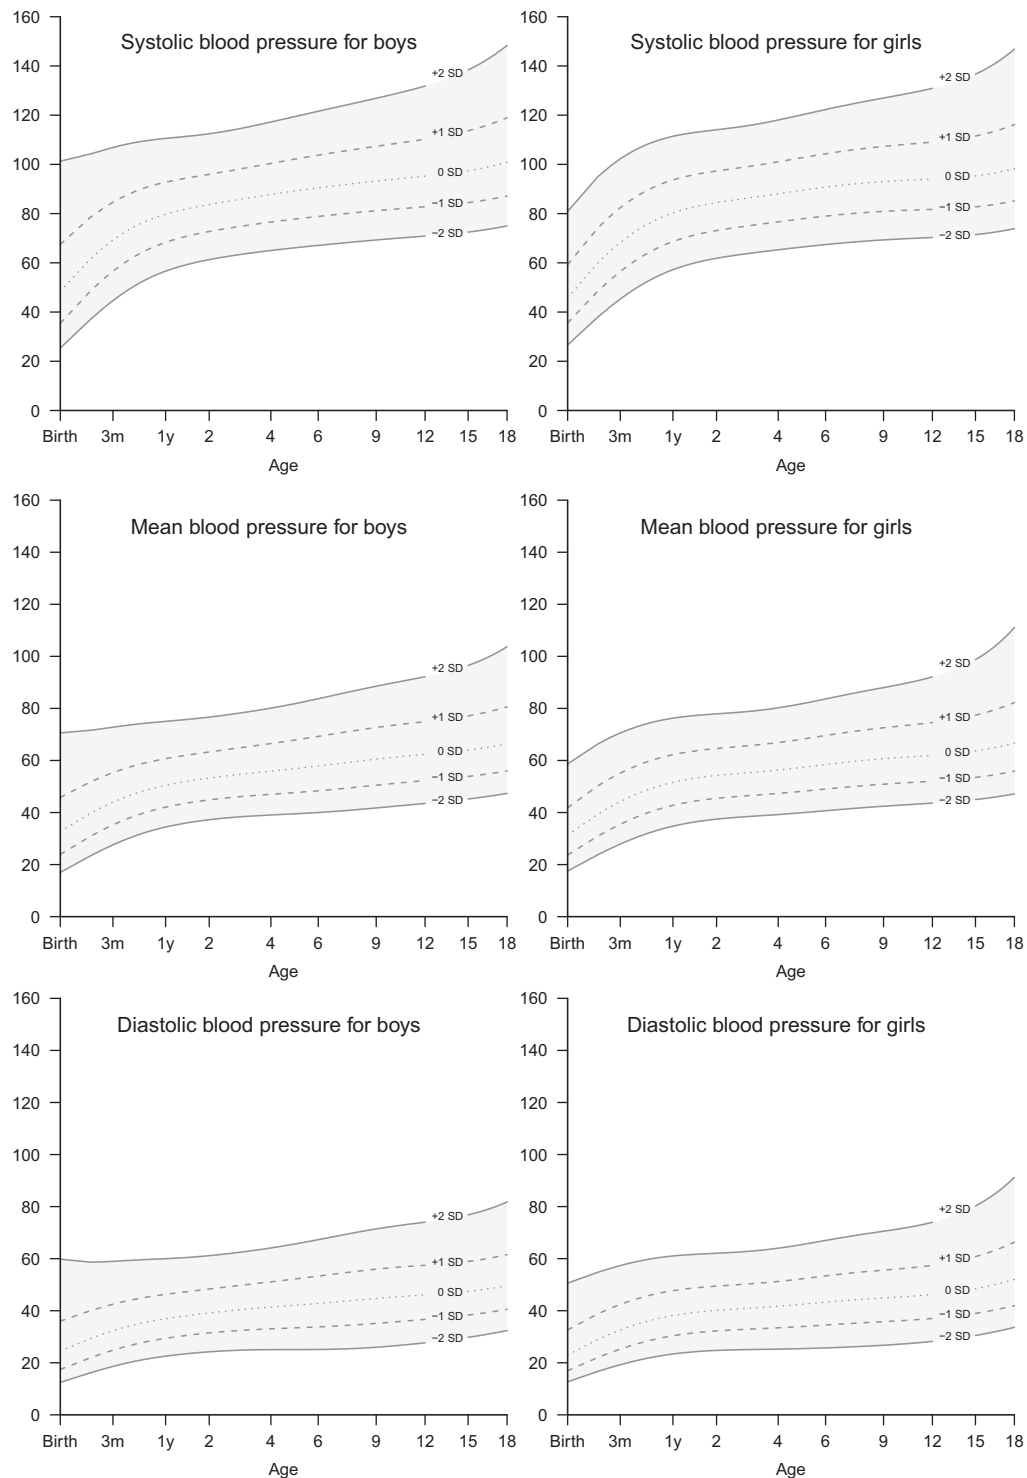 Systolic blood pressure for boys
160
140
120
100
80
60
40
20
0
+2 SD
+1 SD
0 SD
−1 SD
−2 SD
Birth 3m 1y 2 4 6 9 12 15 18
Age
Systolic blood pressure for girls
160
140
120
100
80
60
40
20
0
+2 SD
+1 SD
0 SD
−1 SD
−2 SD
Birth 3m 1y 2 4 6 9 12 15 18
Age
Mean blood pressure for boys
160
140
120
100
80
60
40
20
0
+2 SD
+1 SD
0 SD
−1 SD
−2 SD
Birth 3m 1y 2 4 6 9 12 15 18
Age
Mean blood pressure for girls
160
140
120
100
80
60
40
20
0
+2 SD
+1 SD
0 SD
−1 SD
−2 SD
Birth 3m 1y 2 4 6 9 12 15 18
Age
Diastolic blood pressure for boys
160
140
120
100
80
60
40
20
0
+2 SD
+1 SD
0 SD
−1 SD
−2 SD
Birth 3m 1y 2 4 6 9 12 15 18
Age
Diastolic blood pressure for girls
160
140
120
100
80
60
40
20
0
+2 SD
+1 SD
0 SD
−1 SD
−2 SD
Birth 3m 1y 2 4 6 9 12 15 18
Age